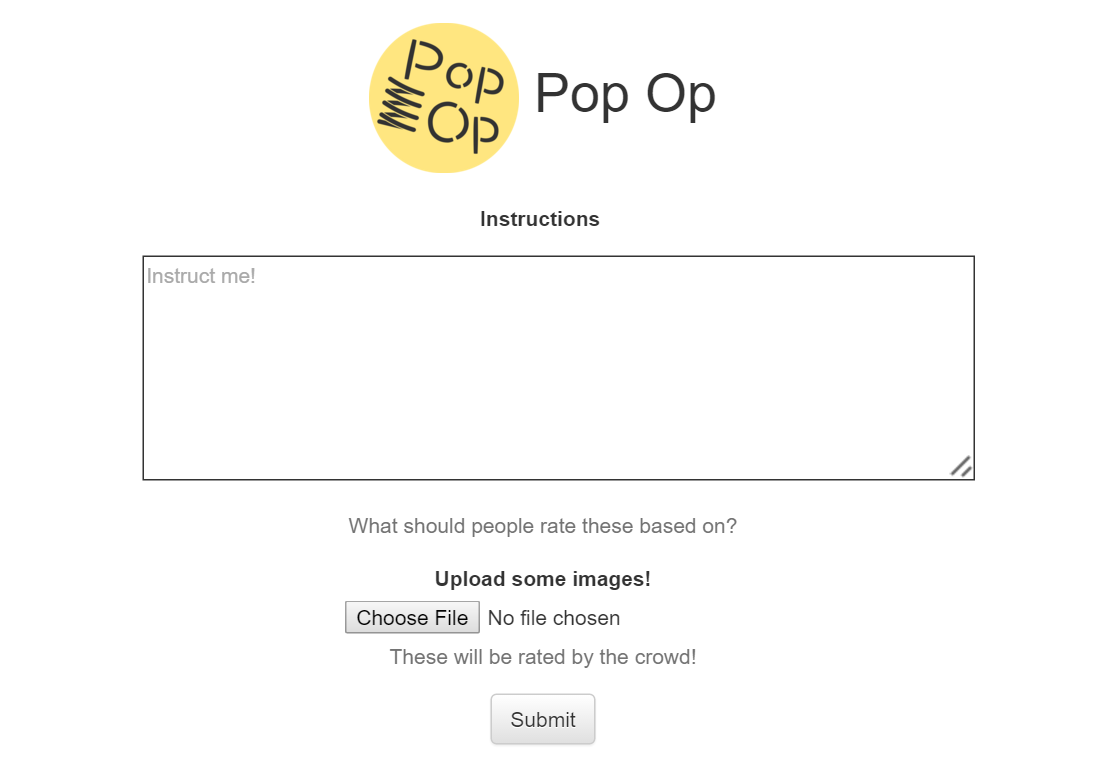 Pop
Op
Pop Op
Instructions
Instruct me!
What should people rate these based on?
Upload some images!
Choose File No file chosen
These will be rated by the crowd!
Submit